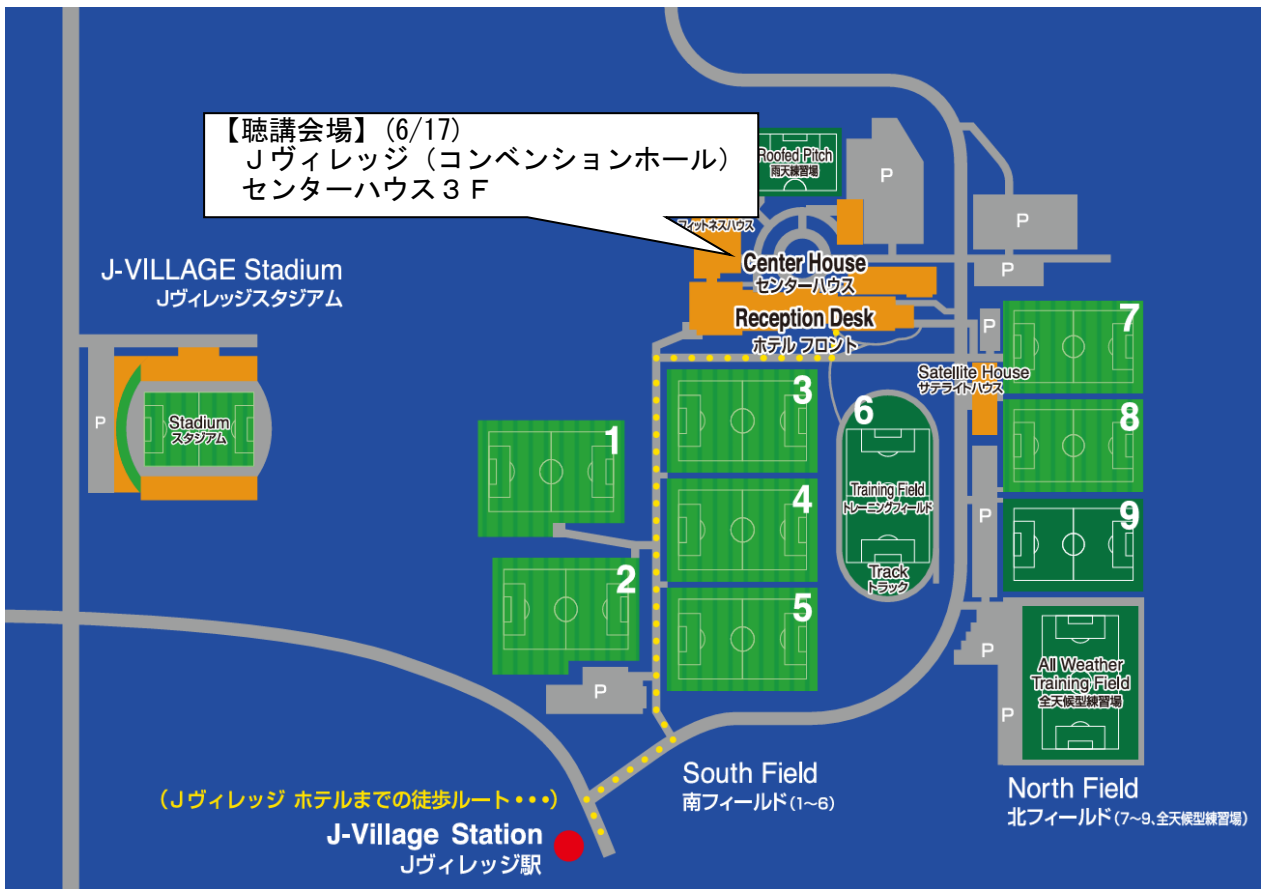 【聴講会場】(6/17)
Ｊヴィレッジ（コンベンションホール）
センターハウス３Ｆ
Roofed Pitch
雨天練習場
P
P
P
フィットネスハウス
Center House
センターハウス
Reception Desk
ホテル フロント
P
J-VILLAGE Stadium
Jヴィレッジスタジアム
P
Stadium
スタジアム
Satellite House
サテライトハウス
1
2
3
4
5
6
Training Field
トレーニングフィールド
Track
トラック
7
8
9
P
P
P
P
All Weather
Training Field
全天候型練習場
South Field
南フィールド(1～6)
North Field
北フィールド(7～9、全天候型練習場)
(Ｊヴィレッジ ホテルまでの徒歩ルート・・・)
J-Village Station
Jヴィレッジ駅